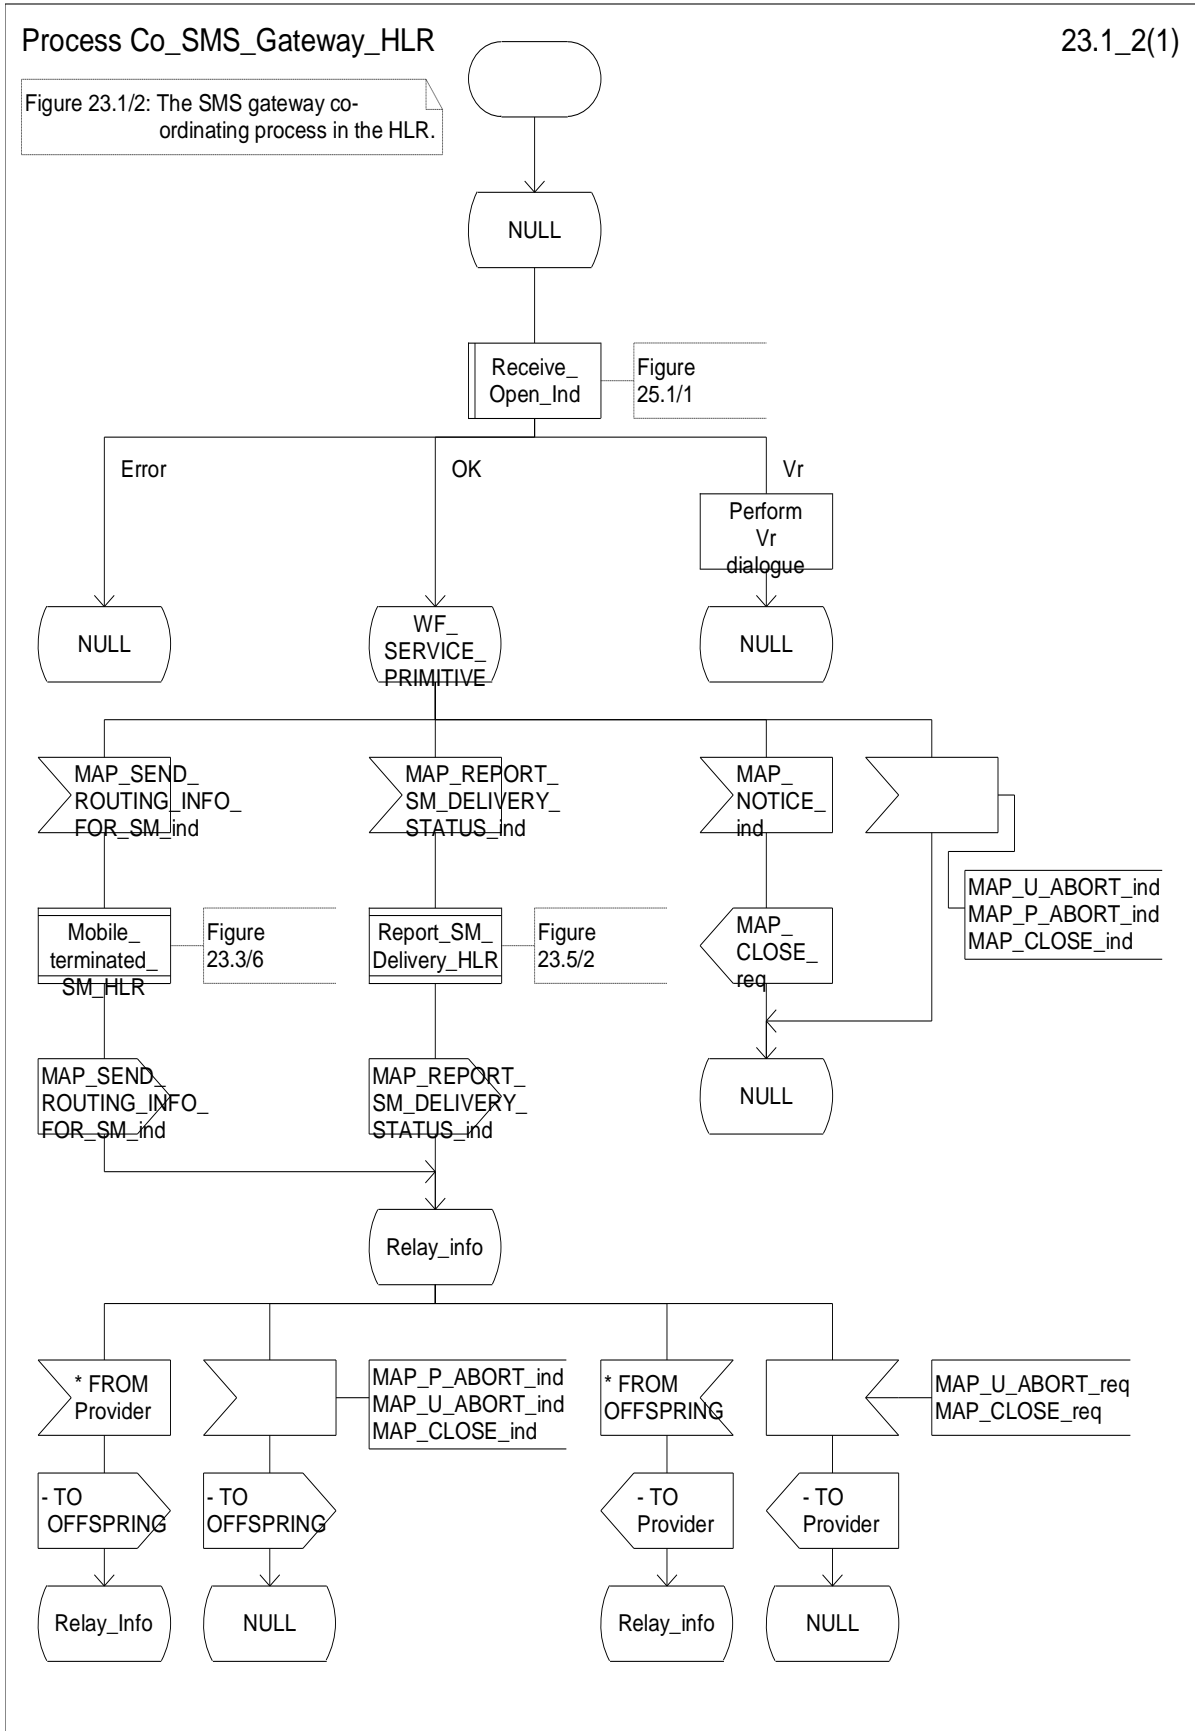 Process Co_SMS_Gateway_HLR
23.1_2(1)
Figure 23.1/2: The SMS gateway co-
ordinating process in the HLR.
NULL
Receive_
Open_Ind
Figure
25.1/1
Error
OK
Vr
Perform
Vr
dialogue
NULL
WF_
SERVICE_
PRIMITIVE
NULL
MAP_SEND_
ROUTING_INFO_
FOR_SM_ind
MAP_REPORT_
SM_DELIVERY_
STATUS_ind
MAP_
NOTICE_
ind
MAP_U_ABORT_ind
MAP_P_ABORT_ind
MAP_CLOSE_ind
Mobile_
terminated_
SM_HLR
Figure
23.3/6
Report_SM_
Delivery_HLR
Figure
23.5/2
MAP_
CLOSE_
req
MAP_SEND_
ROUTING_INFO_
FOR_SM_ind
MAP_REPORT_
SM_DELIVERY_
STATUS_ind
NULL
Relay_info
* FROM
Provider
MAP_P_ABORT_ind
MAP_U_ABORT_ind
MAP_CLOSE_ind
* FROM
OFFSPRING
MAP_U_ABORT_req
MAP_CLOSE_req
- TO
OFFSPRING
- TO
OFFSPRING
- TO
Provider
- TO
Provider
Relay_Info
NULL
Relay_info
NULL